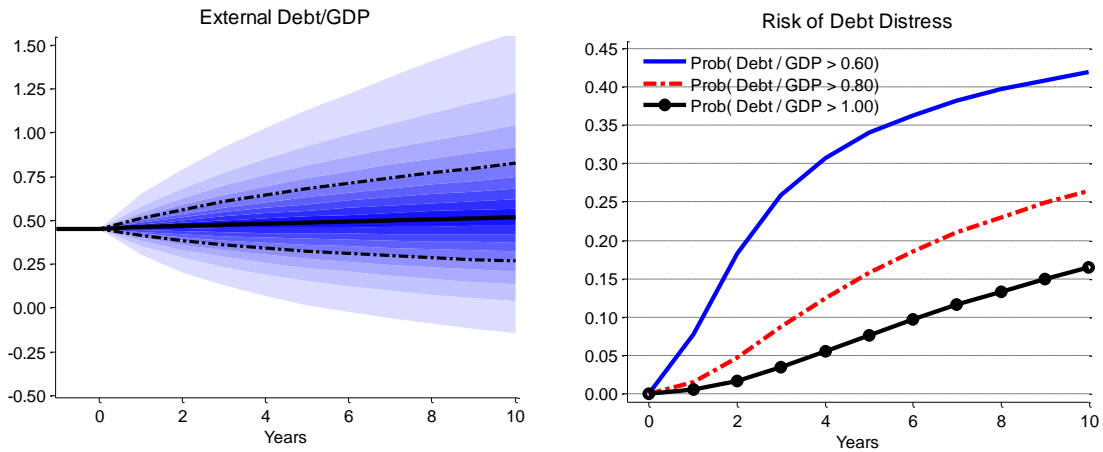 External Debt/GDP
1.50
1.25
1.00
0.75
0.50
0.25
0.00
-0.25
-0.50
0 2 4 6 8 10
Years
Risk of Debt Distress
0.45
0.40
0.35
0.30
0.25
0.20
0.15
0.10
0.05
0.00
Prob( Debt / GDP > 0.60)
Prob( Debt / GDP > 0.80)
Prob( Debt / GDP > 1.00)
0 2 4 6 8 10
Years